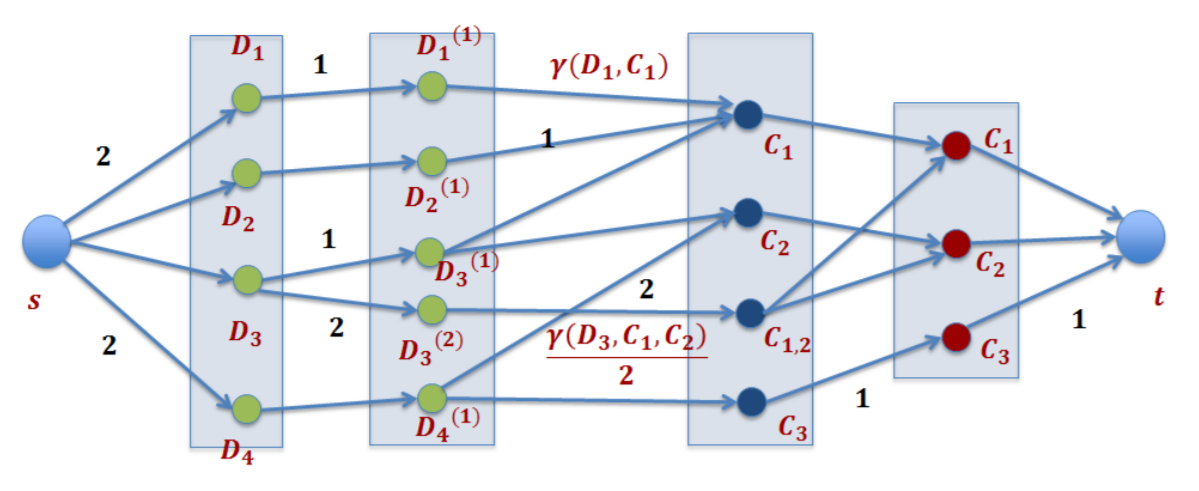 D₁
1
D₁⁽¹⁾
γ(D₁, C₁)
2
1
C₁
C₁
D₂
D₂⁽¹⁾
1
C₂
C₂
s
D₃⁽¹⁾
2
t
D₃
2
D₃⁽²⁾
γ(D₃, C₁, C₂)
2
C₁,₂
C₃
1
2
D₄
D₄⁽¹⁾
C₃
1